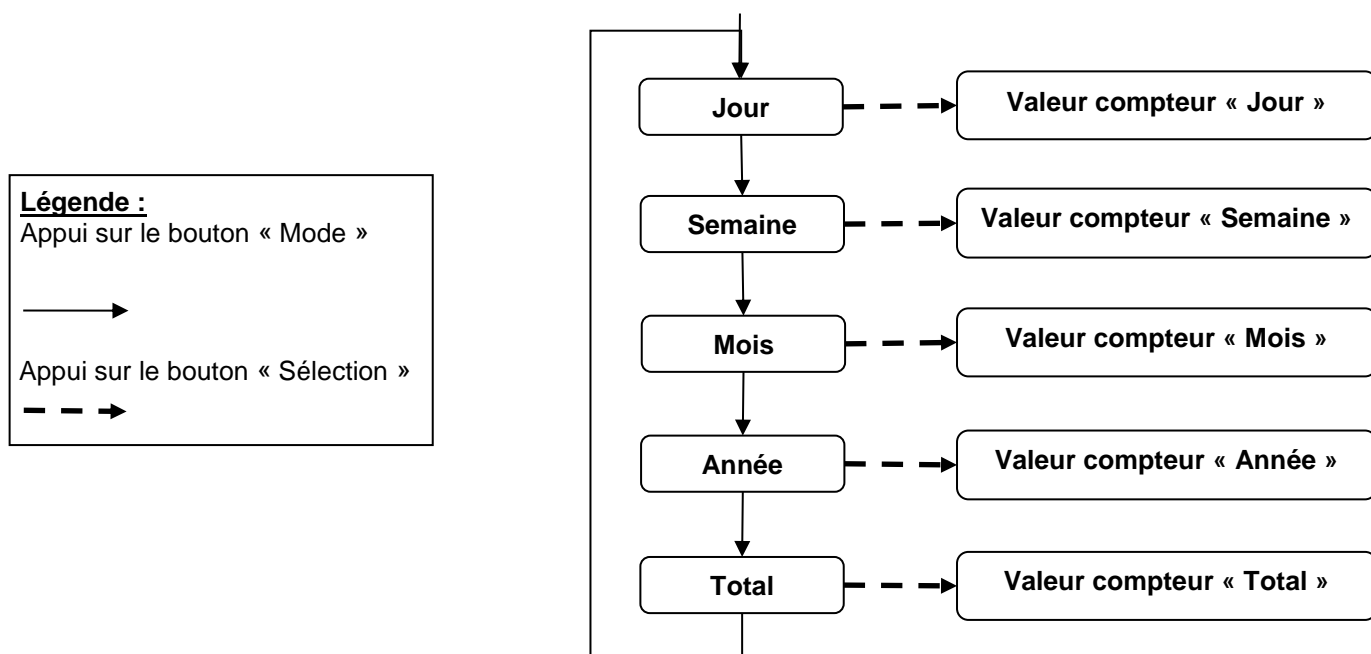 Jour
Valeur compteur « Jour »
Légende :
Appui sur le bouton « Mode »
Appui sur le bouton « Sélection »
Semaine
Valeur compteur « Semaine »
Mois
Valeur compteur « Mois »
Année
Valeur compteur « Année »
Total
Valeur compteur « Total »